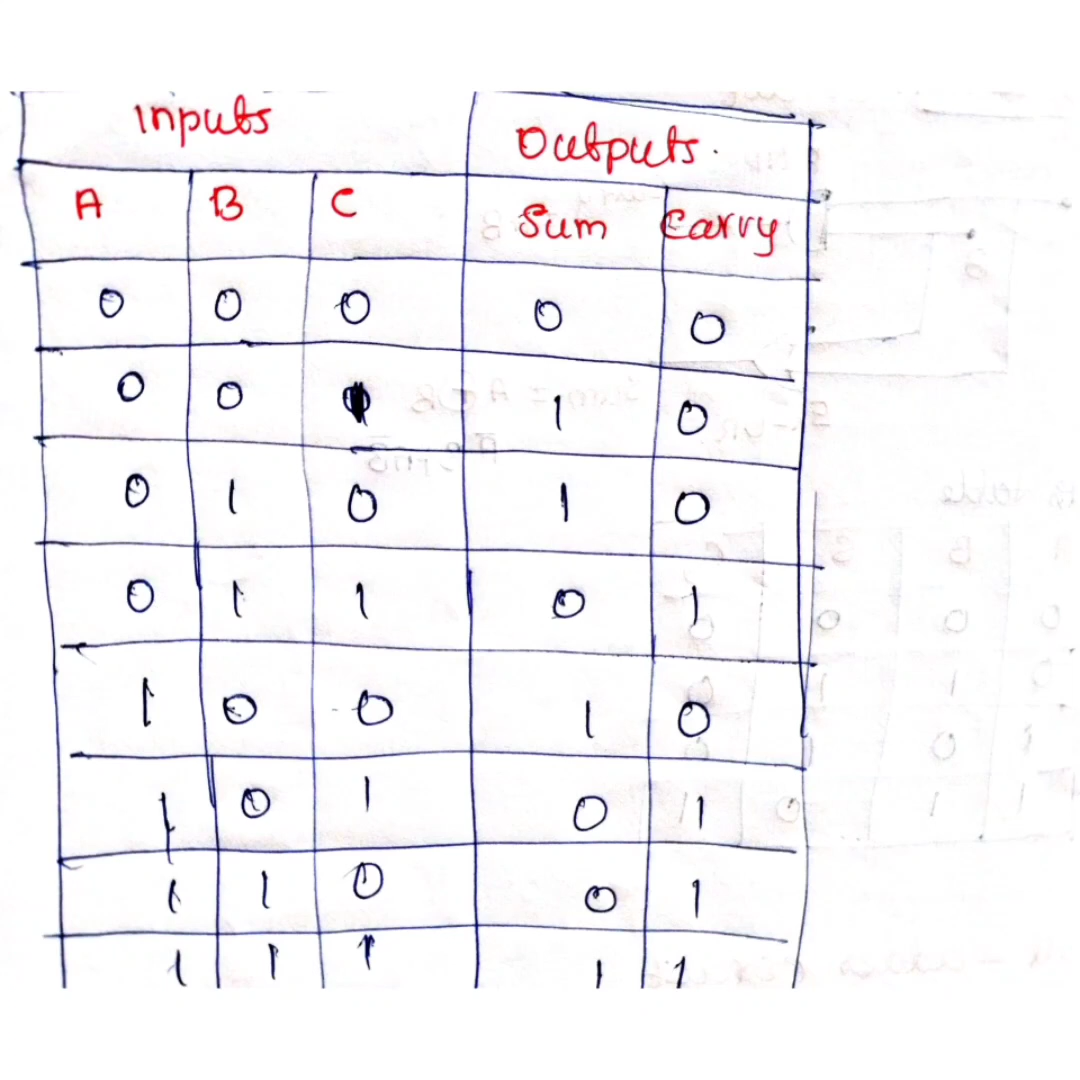 Inputs Outputs.
A B C Sum Carry
0 0 0 0 0
0 0 1 1 0
0 1 0 1 0
0 1 1 0 1
1 0 0 1 0
1 0 1 0 1
1 1 0 0 1
1 1 1 1 1